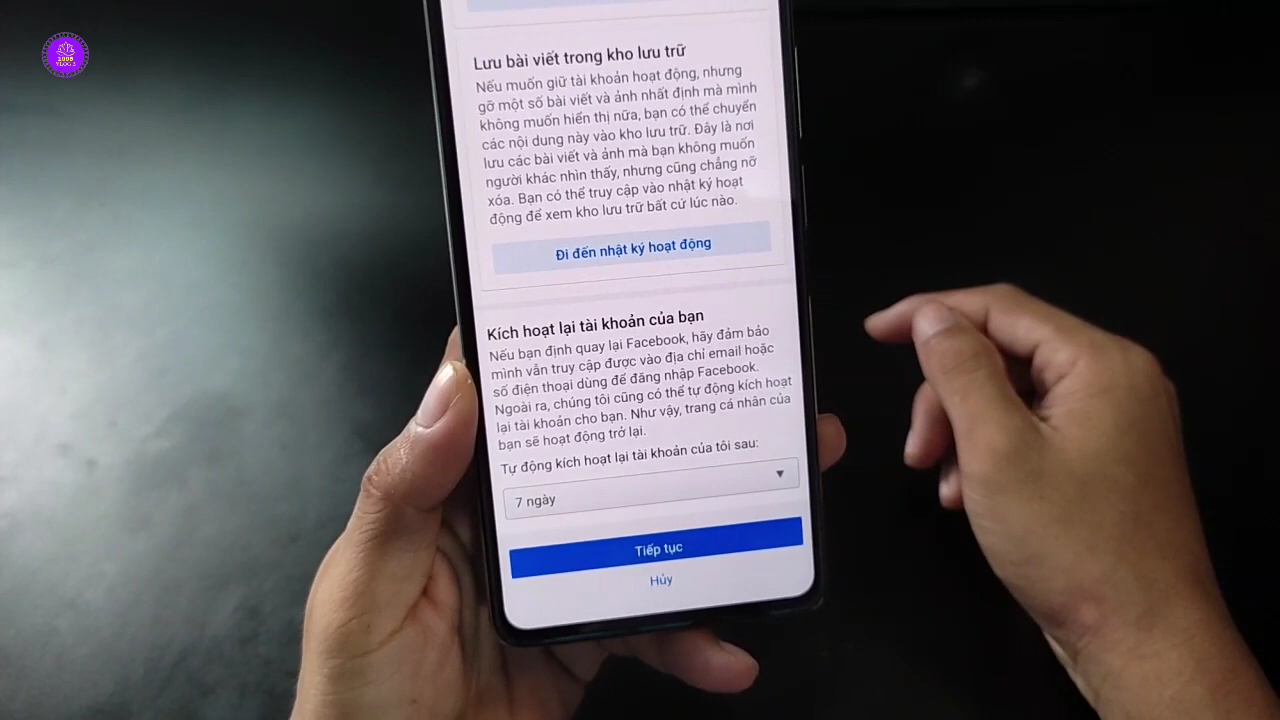 1008
VLOGS
Lưu bài viết trong kho lưu trữ
Nếu muốn giữ tài khoản hoạt động, nhưng
gỡ một số bài viết và ảnh nhất định mà mình
không muốn hiển thị nữa, bạn có thể chuyển
các nội dung này vào kho lưu trữ. Đây là nơi
lưu các bài viết và ảnh mà bạn không muốn
người khác nhìn thấy, nhưng cũng chẳng nỡ
xóa. Bạn có thể truy cập vào nhật ký hoạt
động để xem kho lưu trữ bất cứ lúc nào.
Đi đến nhật ký hoạt động
Kích hoạt lại tài khoản của bạn
Nếu bạn định quay lại Facebook, hãy đảm bảo
mình vẫn truy cập được vào địa chỉ email hoặc
số điện thoại dùng để đăng nhập Facebook.
Ngoài ra, chúng tôi cũng có thể tự động kích hoạt
lại tài khoản cho bạn. Như vậy, trang cá nhân của
bạn sẽ hoạt động trở lại.
Tự động kích hoạt lại tài khoản của tôi sau:
7 ngày
Tiếp tục
Hủy